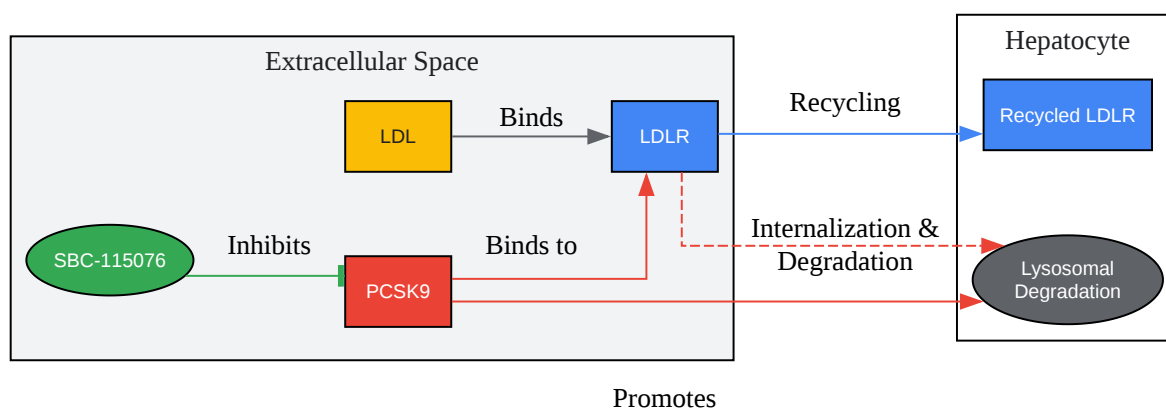 Extracellular Space
Hepatocyte
LDL
Binds
LDLR
Recycling
Recycled LDLR
SBC-115076
Inhibits
PCSK9
Binds to
Internalization &
Degradation
Lysosomal
Degradation
Promotes